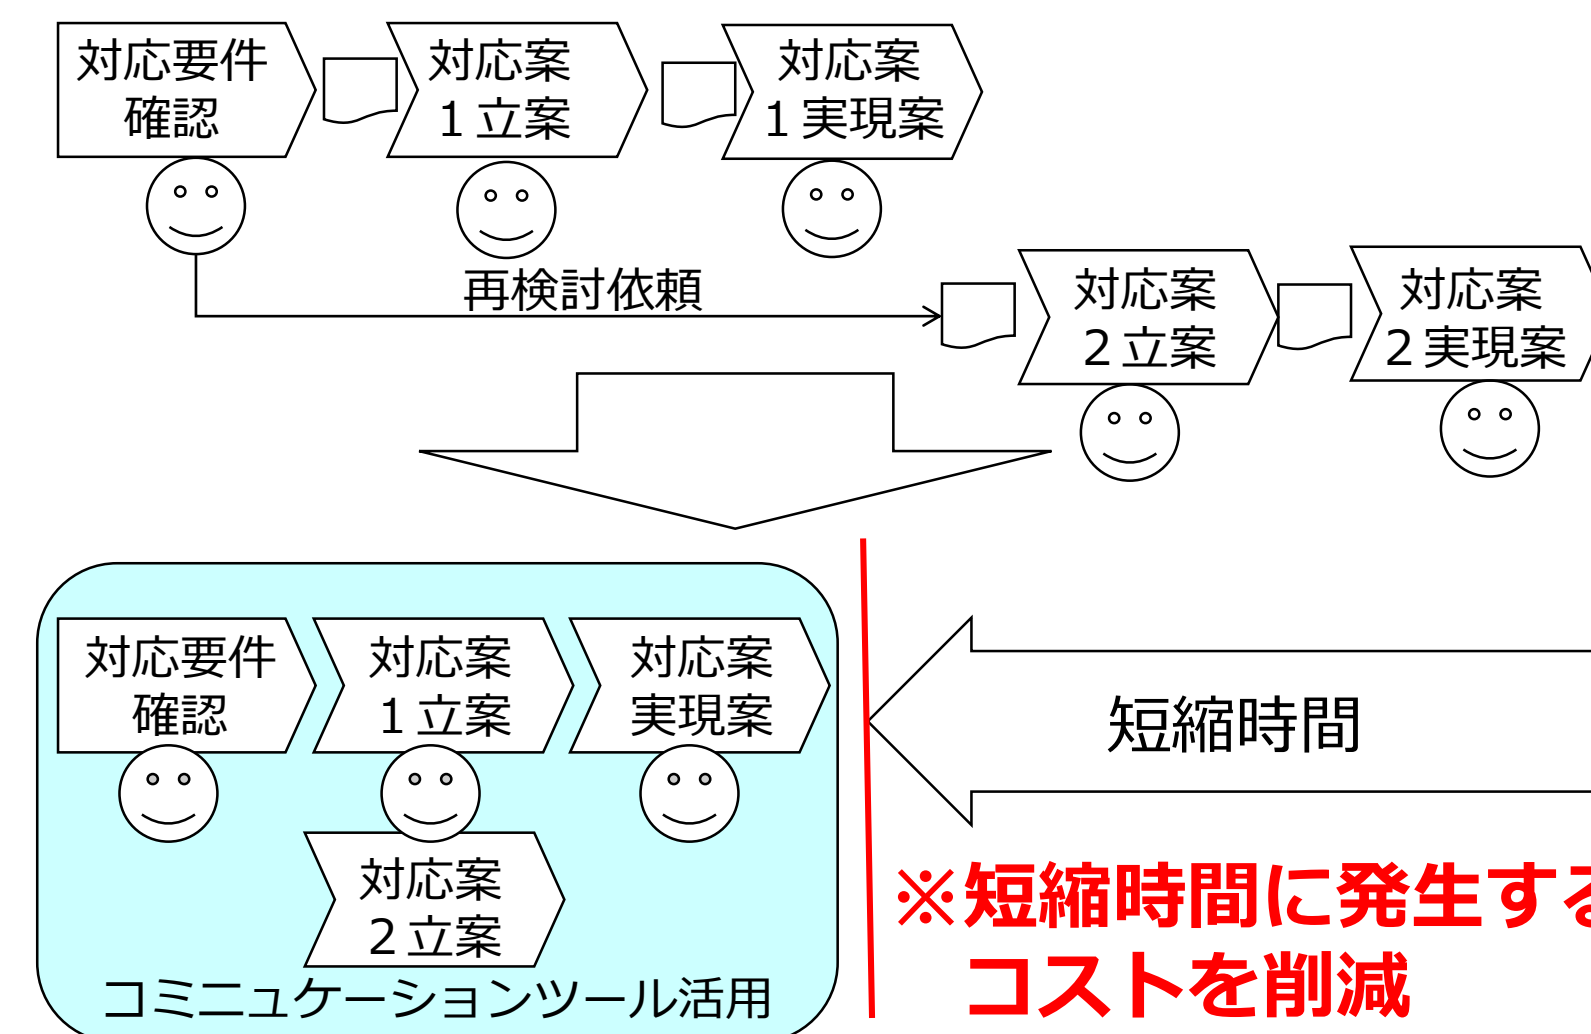 対応要件
確認
対応案
１立案
対応案
１実現案
再検討依頼
対応案
２立案
対応案
２実現案
対応要件
確認
対応案
１立案
対応案
実現案
対応案
２立案
コミニュケーションツール活用
短縮時間
※短縮時間に発生する
コストを削減